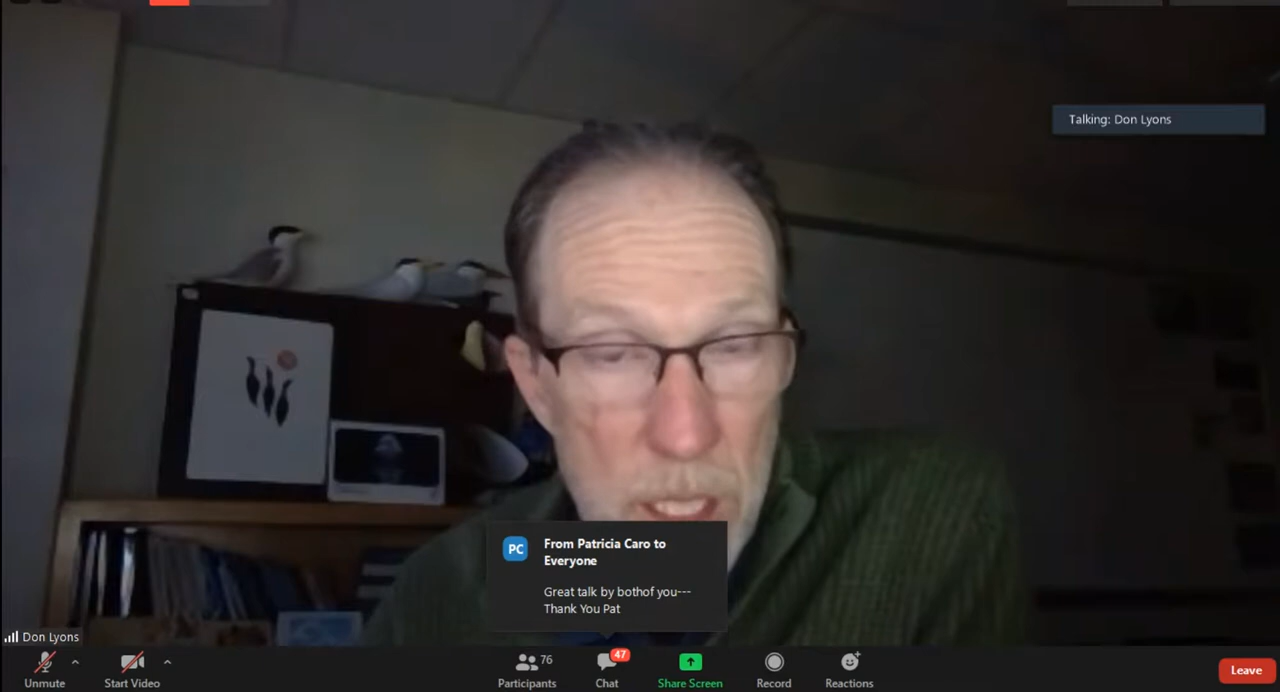 Talking: Don Lyons
PC
From Patricia Caro to
Everyone
Great talk by bothof you---
Thank You Pat
Don Lyons
Unmute
Start Video
76
Participants
47
Chat
Share Screen
Record
Reactions
Leave